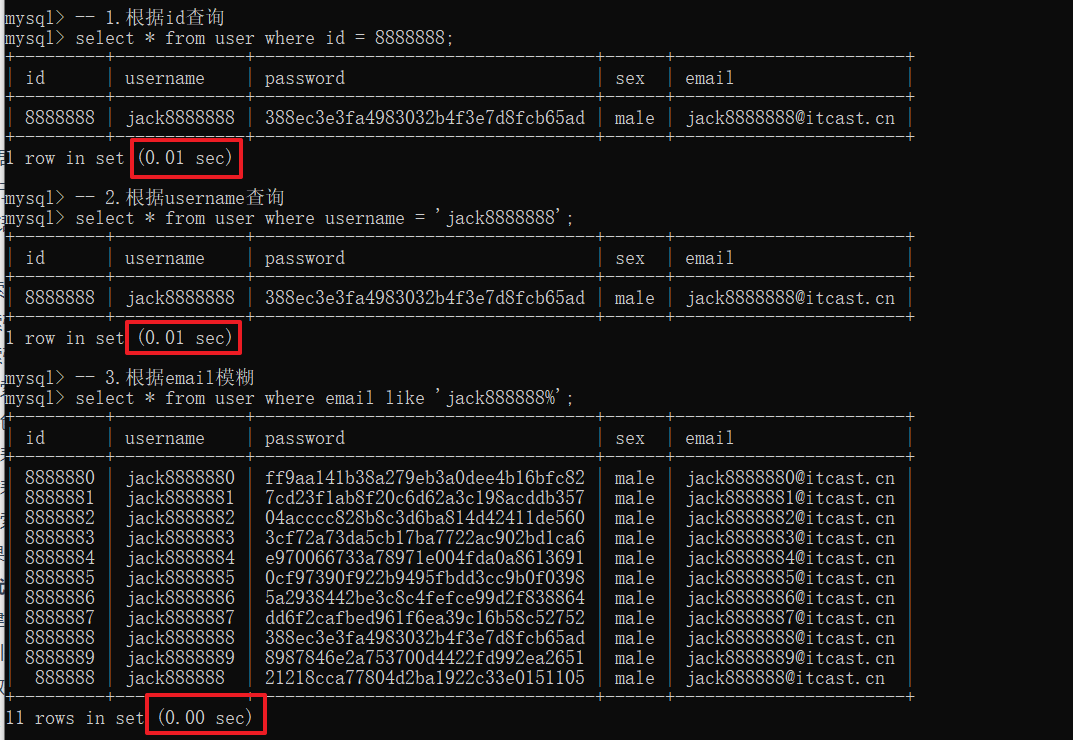 mysql> -- 1.根据id查询
mysql> select * from user where id = 8888888;
+---------+-------------+----------------------------------+------+----------------------+
| id | username | password | sex | email |
+---------+-------------+----------------------------------+------+----------------------+
| 8888888 | jack8888888 | 388ec3e3fa4983032b4f3e7d8fcb65ad | male | jack8888888@itcast.cn |
+---------+-------------+----------------------------------+------+----------------------+
1 row in set (0.01 sec)
mysql> -- 2.根据username查询
mysql> select * from user where username = 'jack8888888';
+---------+-------------+----------------------------------+------+----------------------+
| id | username | password | sex | email |
+---------+-------------+----------------------------------+------+----------------------+
| 8888888 | jack8888888 | 388ec3e3fa4983032b4f3e7d8fcb65ad | male | jack8888888@itcast.cn |
+---------+-------------+----------------------------------+------+----------------------+
1 row in set (0.01 sec)
mysql> -- 3.根据email模糊
mysql> select * from user where email like 'jack888888%';
+---------+-------------+----------------------------------+------+----------------------+
| id | username | password | sex | email |
+---------+-------------+----------------------------------+------+----------------------+
| 8888880 | jack8888880 | ff9aa141b38a279eb3a0dee4b16bfc82 | male | jack8888880@itcast.cn |
| 8888881 | jack8888881 | 7cd23f1ab8f20c6d62a3c198acddb357 | male | jack8888881@itcast.cn |
| 8888882 | jack8888882 | 04acccc828b8c3d6ba814d42411de560 | male | jack8888882@itcast.cn |
| 8888883 | jack8888883 | 3cf72a73da5cb17ba7722ac902bd1ca6 | male | jack8888883@itcast.cn |
| 8888884 | jack8888884 | e970066733a78971e004fda0a8613691 | male | jack8888884@itcast.cn |
| 8888885 | jack8888885 | 0cf97390f922b9495fbdd3cc9b0f0398 | male | jack8888885@itcast.cn |
| 8888886 | jack8888886 | 5a2938442be3c8c4fefce99d2f838864 | male | jack8888886@itcast.cn |
| 8888887 | jack8888887 | dd6f2cafbed961f6ea39c16b58c52752 | male | jack8888887@itcast.cn |
| 8888888 | jack8888888 | 388ec3e3fa4983032b4f3e7d8fcb65ad | male | jack8888888@itcast.cn |
| 8888889 | jack8888889 | 8987846e2a753700d4422fd992ea2651 | male | jack8888889@itcast.cn |
| 888888 | jack888888 | 21218cca77804d2ba1922c33e0151105 | male | jack888888@itcast.cn |
+---------+-------------+----------------------------------+------+----------------------+
11 rows in set (0.00 sec)